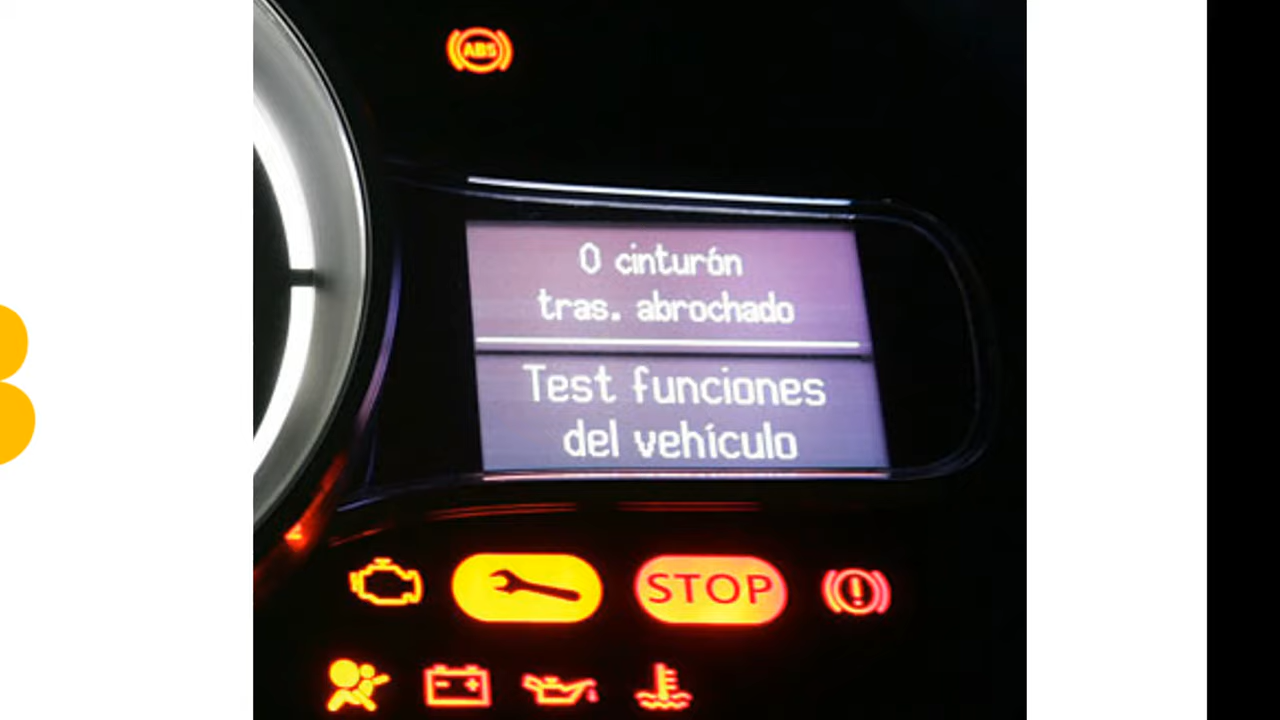 ABS
0 cinturón
tras. abrochado
Test funciones
del vehículo
STOP